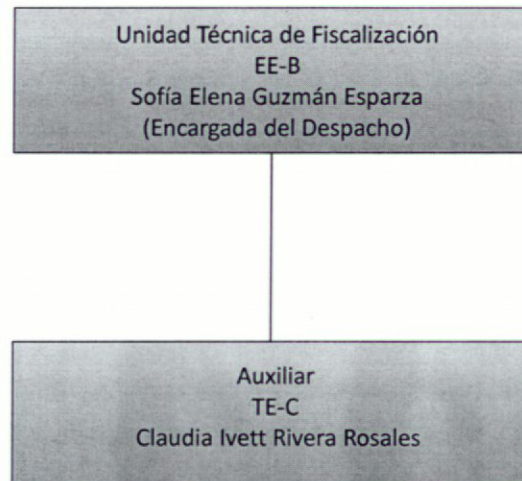 Unidad Técnica de Fiscalización
EE-B
Sofía Elena Guzmán Esparza
(Encargada del Despacho)
Auxiliar
TE-C
Claudia Ivett Rivera Rosales